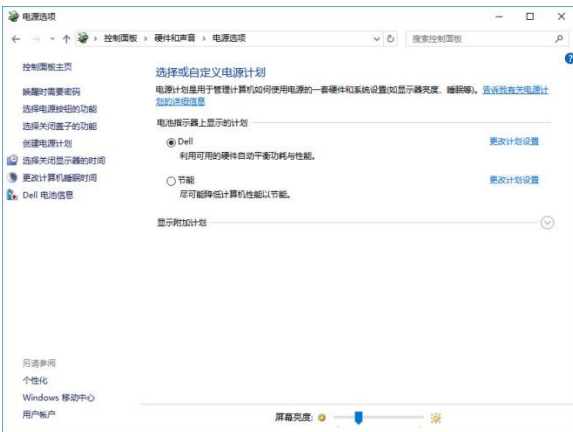 电源选项
控制面板 › 硬件和声音 › 电源选项
搜索控制面板
控制面板主页
唤醒时需要密码
选择电源按钮的功能
选择关闭盖子的功能
创建电源计划
选择关闭显示器的时间
更改计算机睡眠时间
Dell 电池信息
选择或自定义电源计划
电源计划是用于管理计算机如何使用电源的一套硬件和系统设置(如显示器亮度、睡眠等)。告诉我有关电源计
划的详细信息
电池指示器上显示的计划
Dell 更改计划设置
利用可用的硬件自动平衡功耗与性能。
节能 更改计划设置
尽可能降低计算机性能以节能。
显示附加计划
另请参阅
个性化
Windows 移动中心
用户帐户
屏幕亮度: